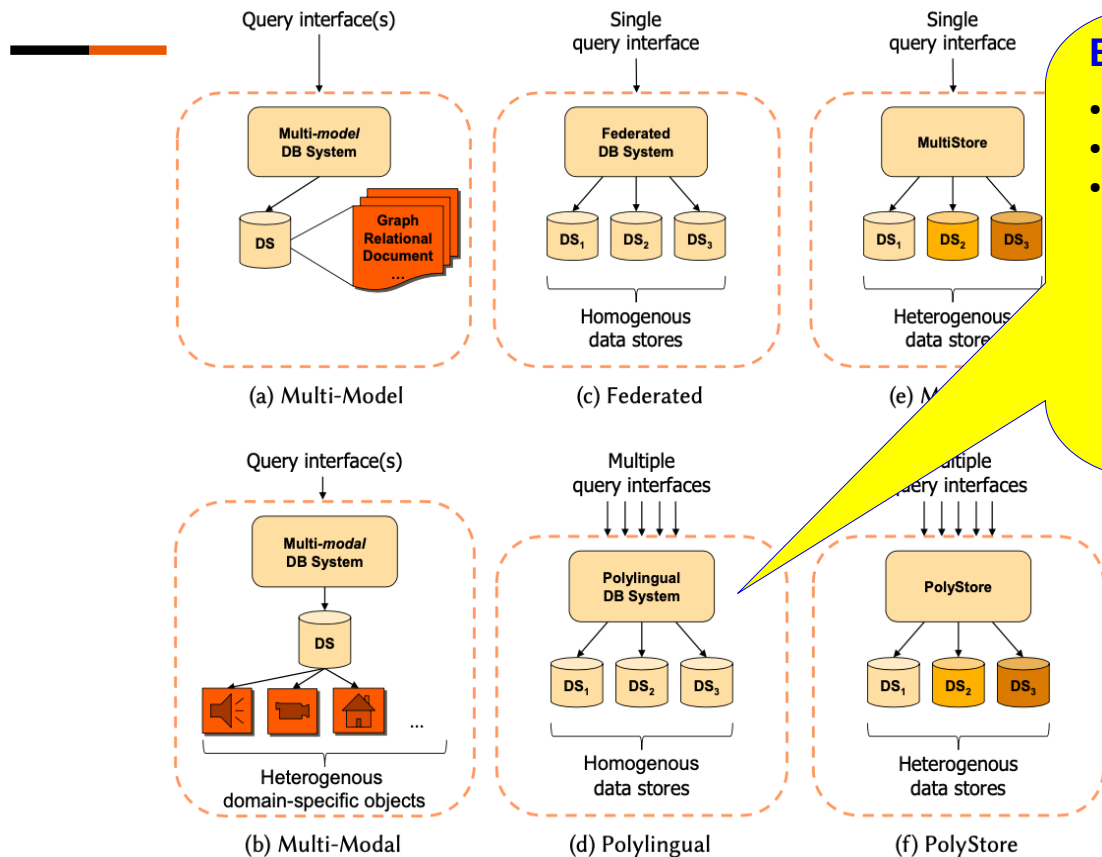 Query interface(s)
Multi-model
DB System
DS
Graph
Relational
Document
...
(a) Multi-Model
Single
query interface
Federated
DB System
DS1 DS2 DS3
Homogenous
data stores
(c) Federated
Single
query interface
MultiStore
DS1 DS2 DS3
Heterogenous
data stores
(e)
Query interface(s)
Multi-modal
DB System
DS
...
Heterogenous
domain-specific objects
(b) Multi-Modal
Multiple
query interfaces
Polylingual
DB System
DS1 DS2 DS3
Homogenous
data stores
(d) Polylingual
Multiple
query interfaces
PolyStore
DS1 DS2 DS3
Heterogenous
data stores
(f) PolyStore